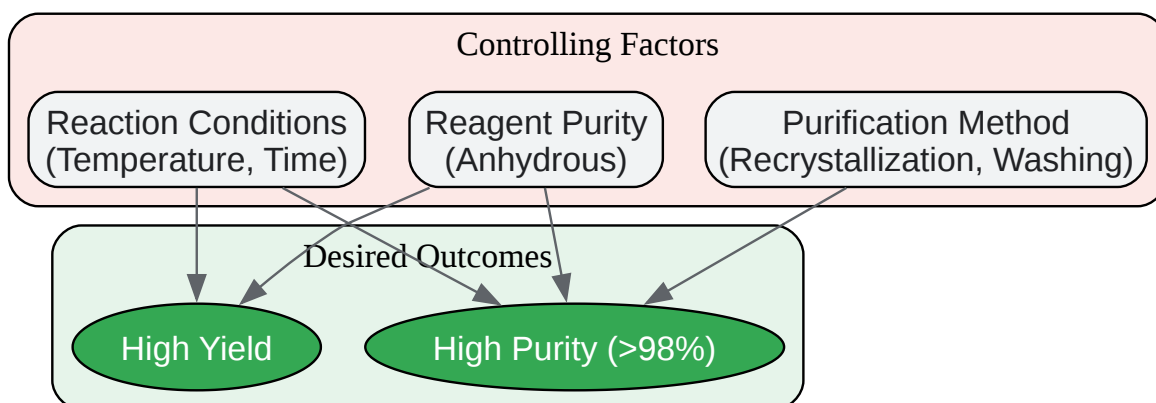 Controlling Factors
Reaction Conditions
(Temperature, Time)
Reagent Purity
(Anhydrous)
Purification Method
(Recrystallization, Washing)
Desired Outcomes
High Yield
High Purity (>98%)